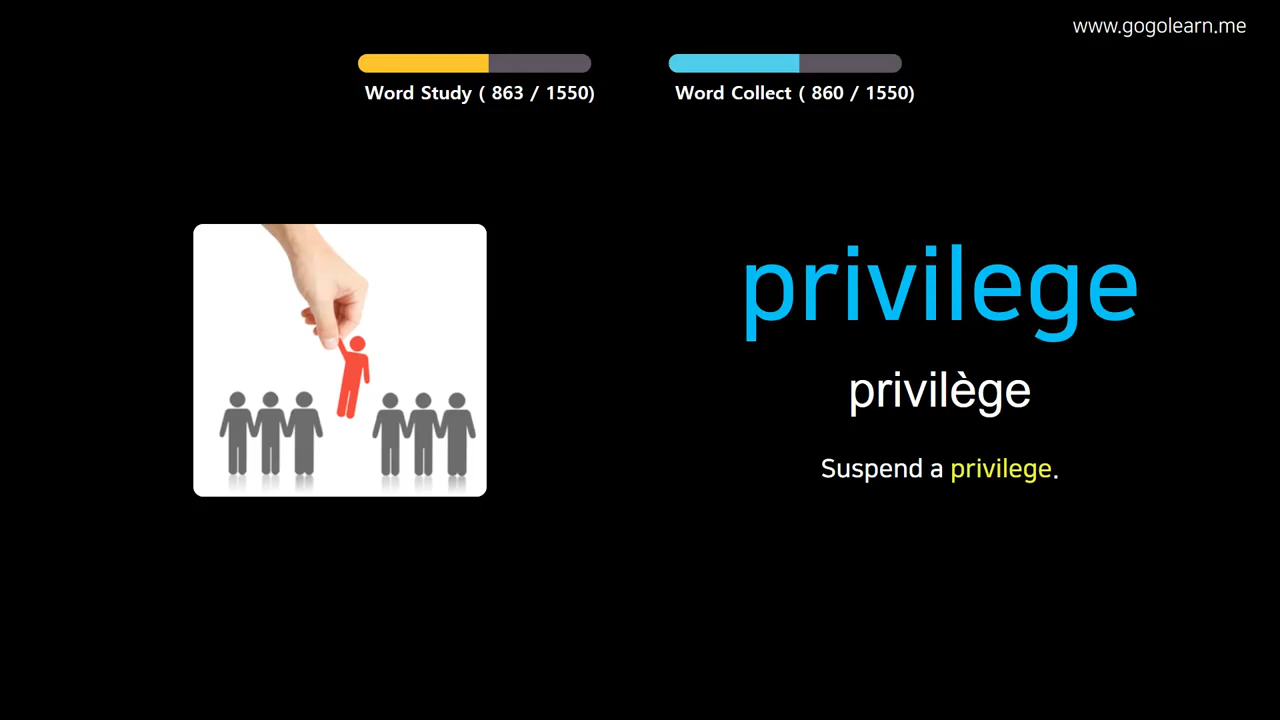 www.gogolearn.me
Word Study ( 863 / 1550)
Word Collect ( 860 / 1550)
privilege
privilège
Suspend a privilege.